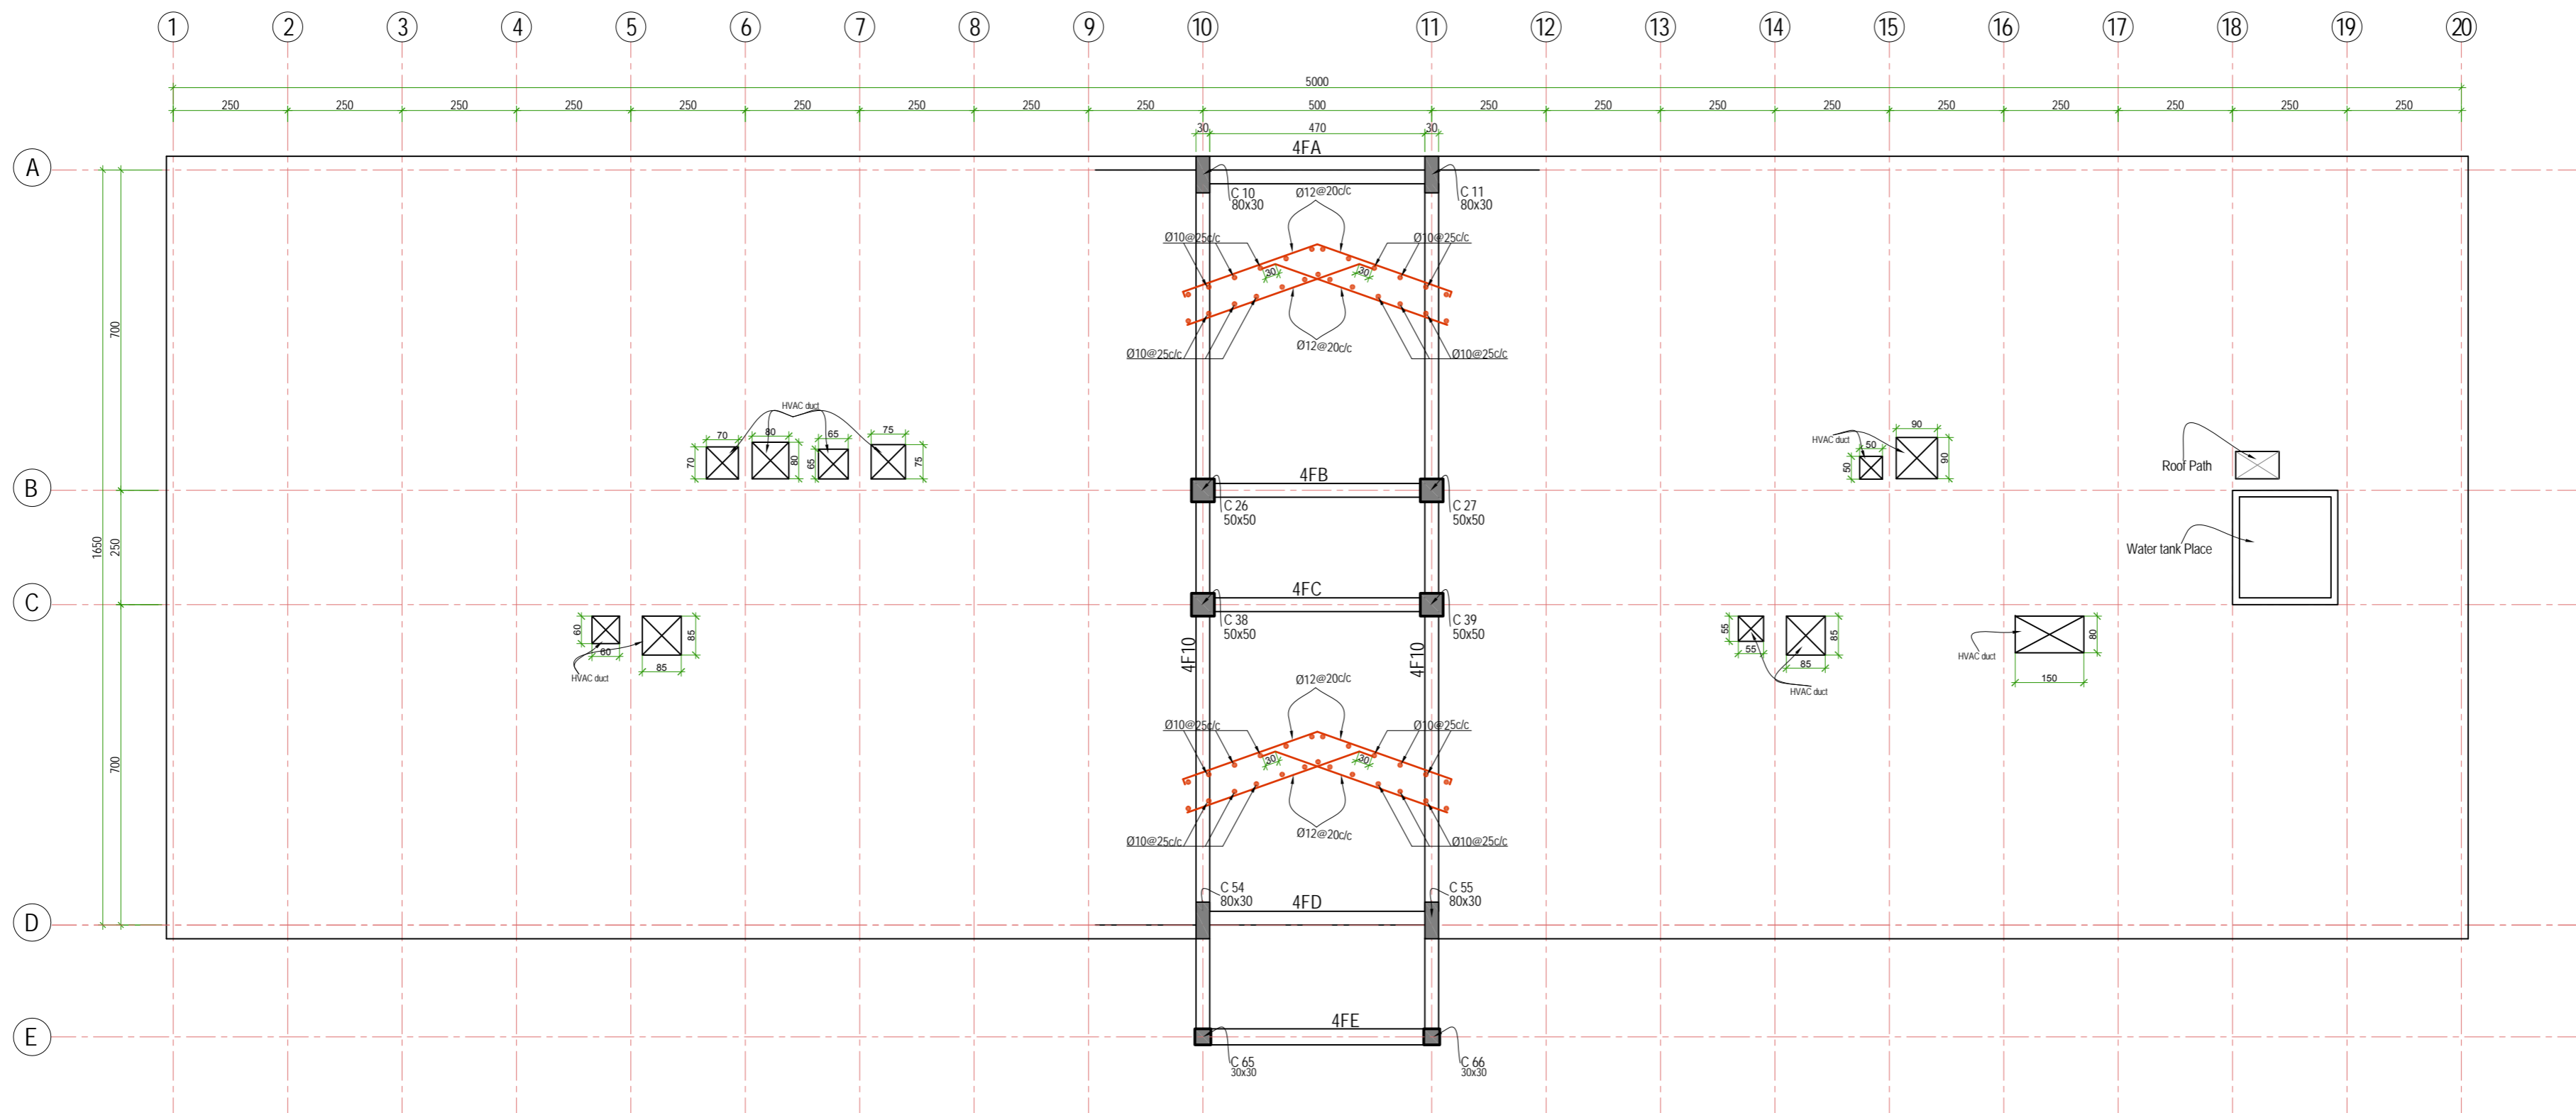 1 2 3 4 5 6 7 8 9 10 11 12 13 14 15 16 17 18 19 20
5000
250 250 250 250 250 250 250 250 250 500 250 250 250 250 250 250 250 250 250
30 470 30
A
4FA
C 10
80x30
Ø12@20c/c
C 11
80x30
Ø10@25c/c
Ø10@25c/c
30
30
Ø10@25c/c
Ø12@20c/c
Ø10@25c/c
700
HVAC duct
70
80
65
75
70
80
65
75
HVAC duct
50
90
50
90
Roof Path
B
4FB
C 26
50x50
C 27
50x50
1650
250
Water tank Place
C
4FC
C 38
50x50
C 39
50x50
60
60
85
85
HVAC duct
4F10
4F10
55
55
85
85
HVAC duct
80
150
HVAC duct
Ø12@20c/c
Ø10@25c/c
Ø10@25c/c
30
30
Ø10@25c/c
Ø12@20c/c
Ø10@25c/c
700
C 54
80x30
4FD
C 55
80x30
D
E
4FE
C 65
30x30
C 66
30x30